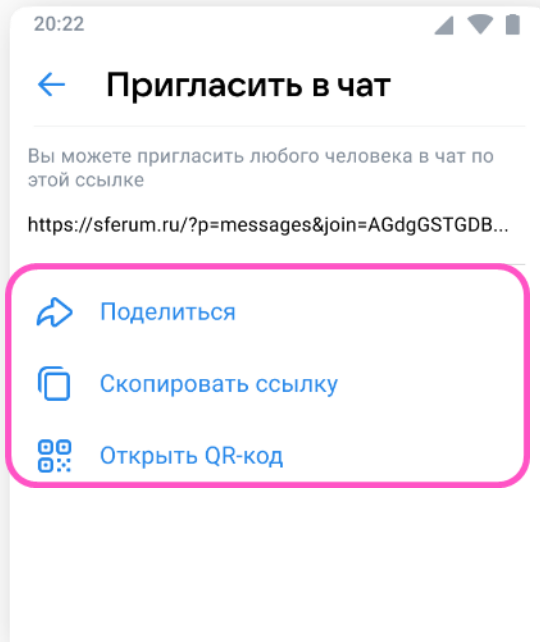 20:22
Пригласить в чат
Вы можете пригласить любого человека в чат по
этой ссылке
https://sferum.ru/?p=messages&join=AGdgGSTGDB...
Поделиться
Скопировать ссылку
Открыть QR-код